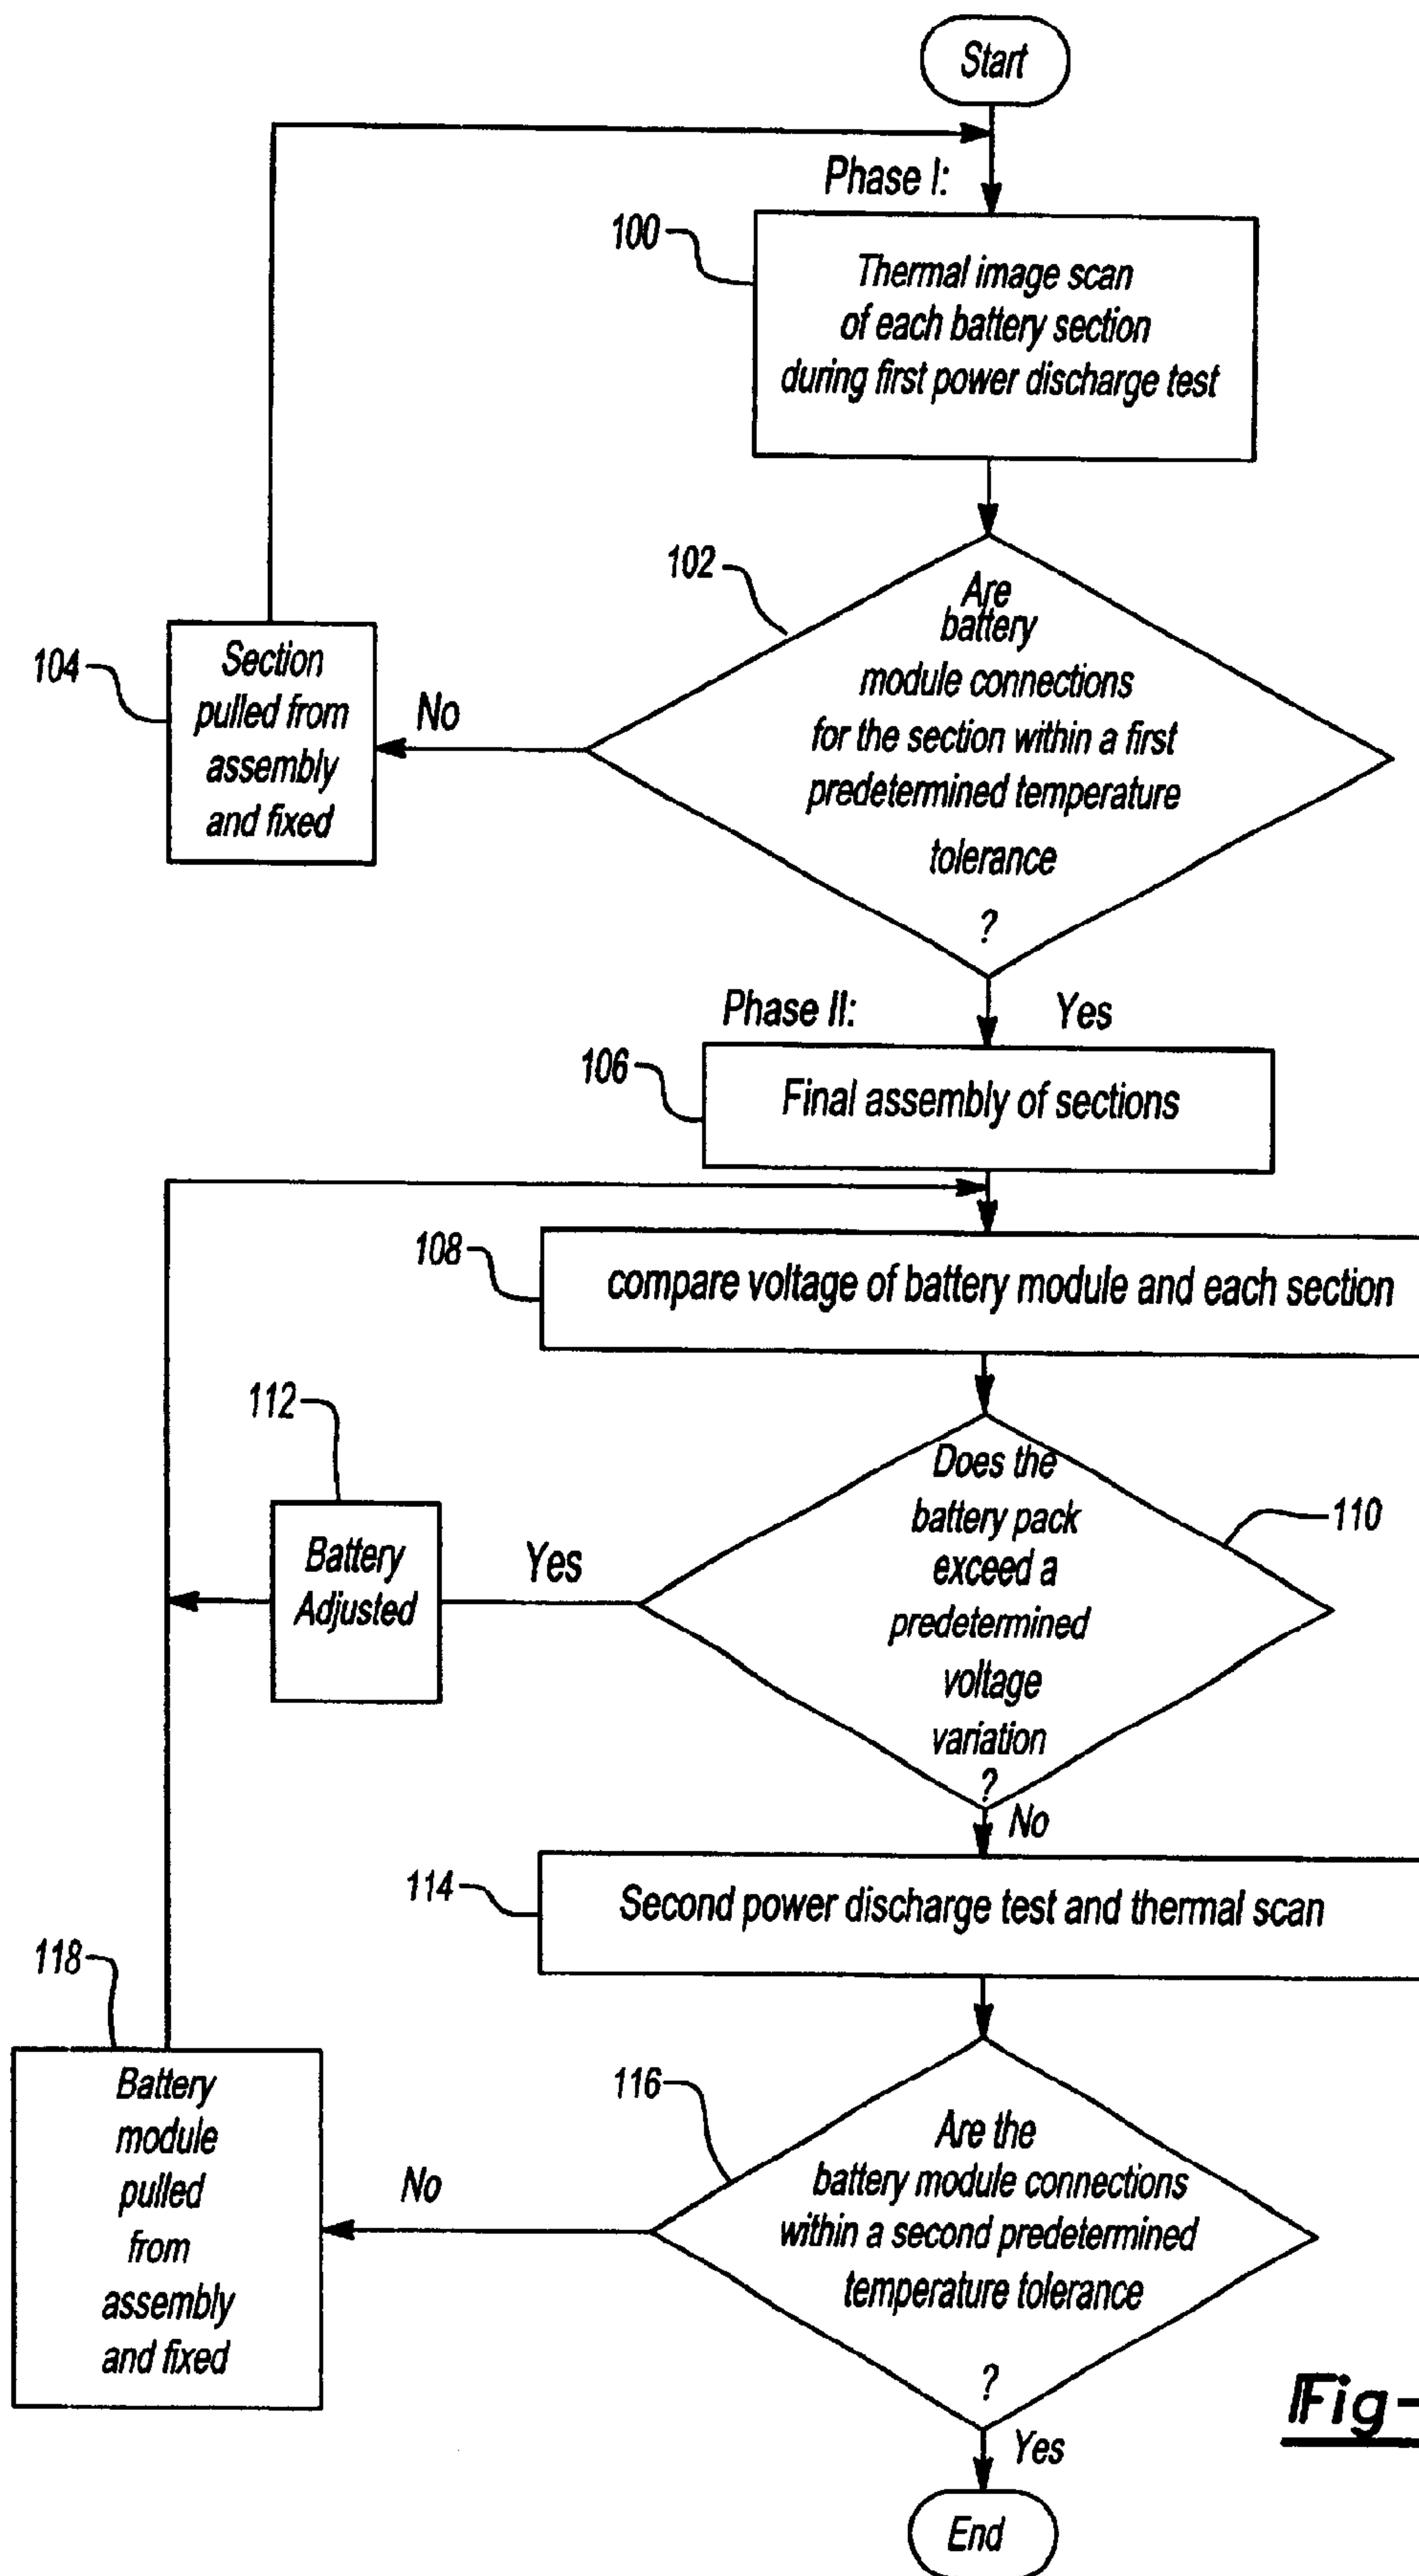 Start
Phase I:
100
Thermal image scan
of each battery section
during first power discharge test
102
Are
battery
module connections
for the section within a first
predetermined temperature
tolerance
?
104
Section
pulled from
assembly
and fixed
No
Phase II:
Yes
106
Final assembly of sections
108
compare voltage of battery module and each section
112
Battery
Adjusted
Yes
Does the
battery pack
exceed a
predetermined
voltage
variation
?
110
No
114
Second power discharge test and thermal scan
118
Battery
module
pulled
from
assembly
and fixed
No
116
Are the
battery module connections
within a second predetermined
temperature tolerance
?
Fig-
Yes
End